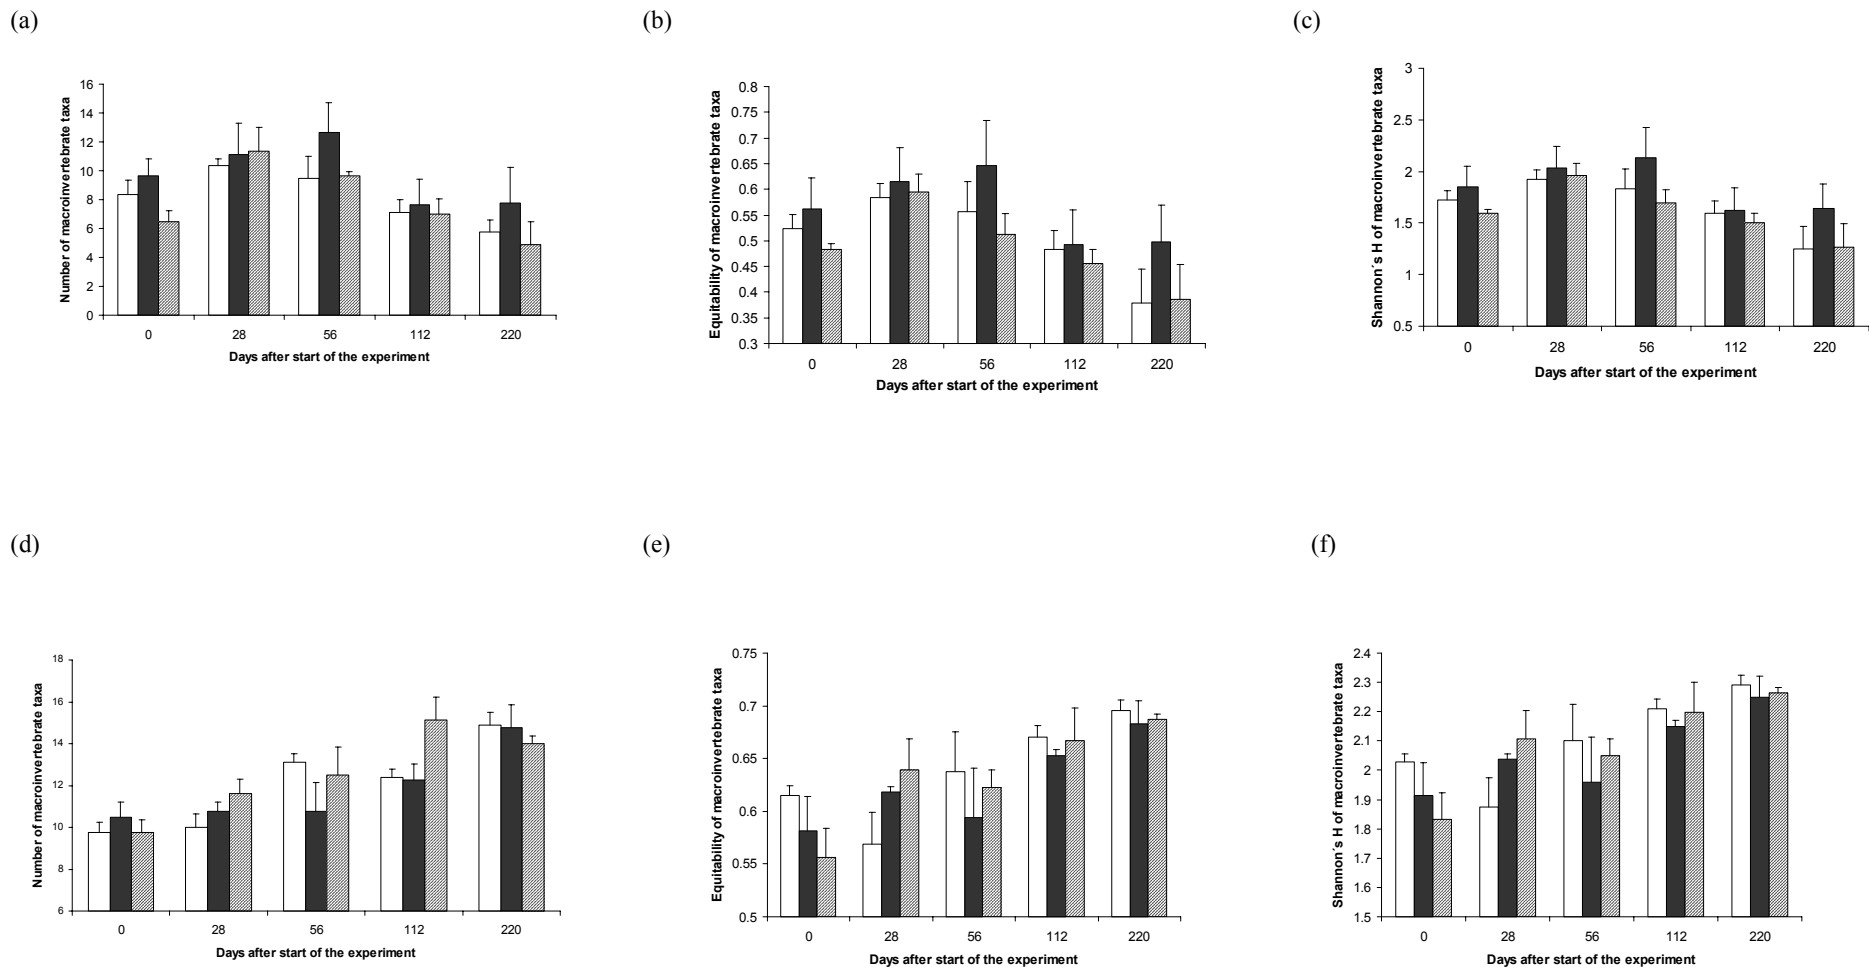 (a)
Number of macroinvertebrate taxa
16
14
12
10
8
6
4
2
0
0 28 56 112 220
Days after start of the experiment
(b)
Equitability of macroinvertebrate taxa
0.8
0.75
0.7
0.65
0.6
0.55
0.5
0.45
0.4
0.35
0.3
0 28 56 112 220
Days after start of the experiment
(c)
Shannon´s H of macroinvertebrate taxa
3
2.5
2
1.5
1
0.5
0 28 56 112 220
Days after start of the experiment
(d)
Number of macroinvertebrate taxa
18
16
14
12
10
8
6
0 28 56 112 220
Days after start of the experiment
(e)
Equitability of macroinvertebrate taxa
0.75
0.7
0.65
0.6
0.55
0.5
0 28 56 112 220
Days after start of the experiment
(f)
Shannon´s H of macroinvertebrate taxa
2.4
2.3
2.2
2.1
2
1.9
1.8
1.7
1.6
1.5
0 28 56 112 220
Days after start of the experiment